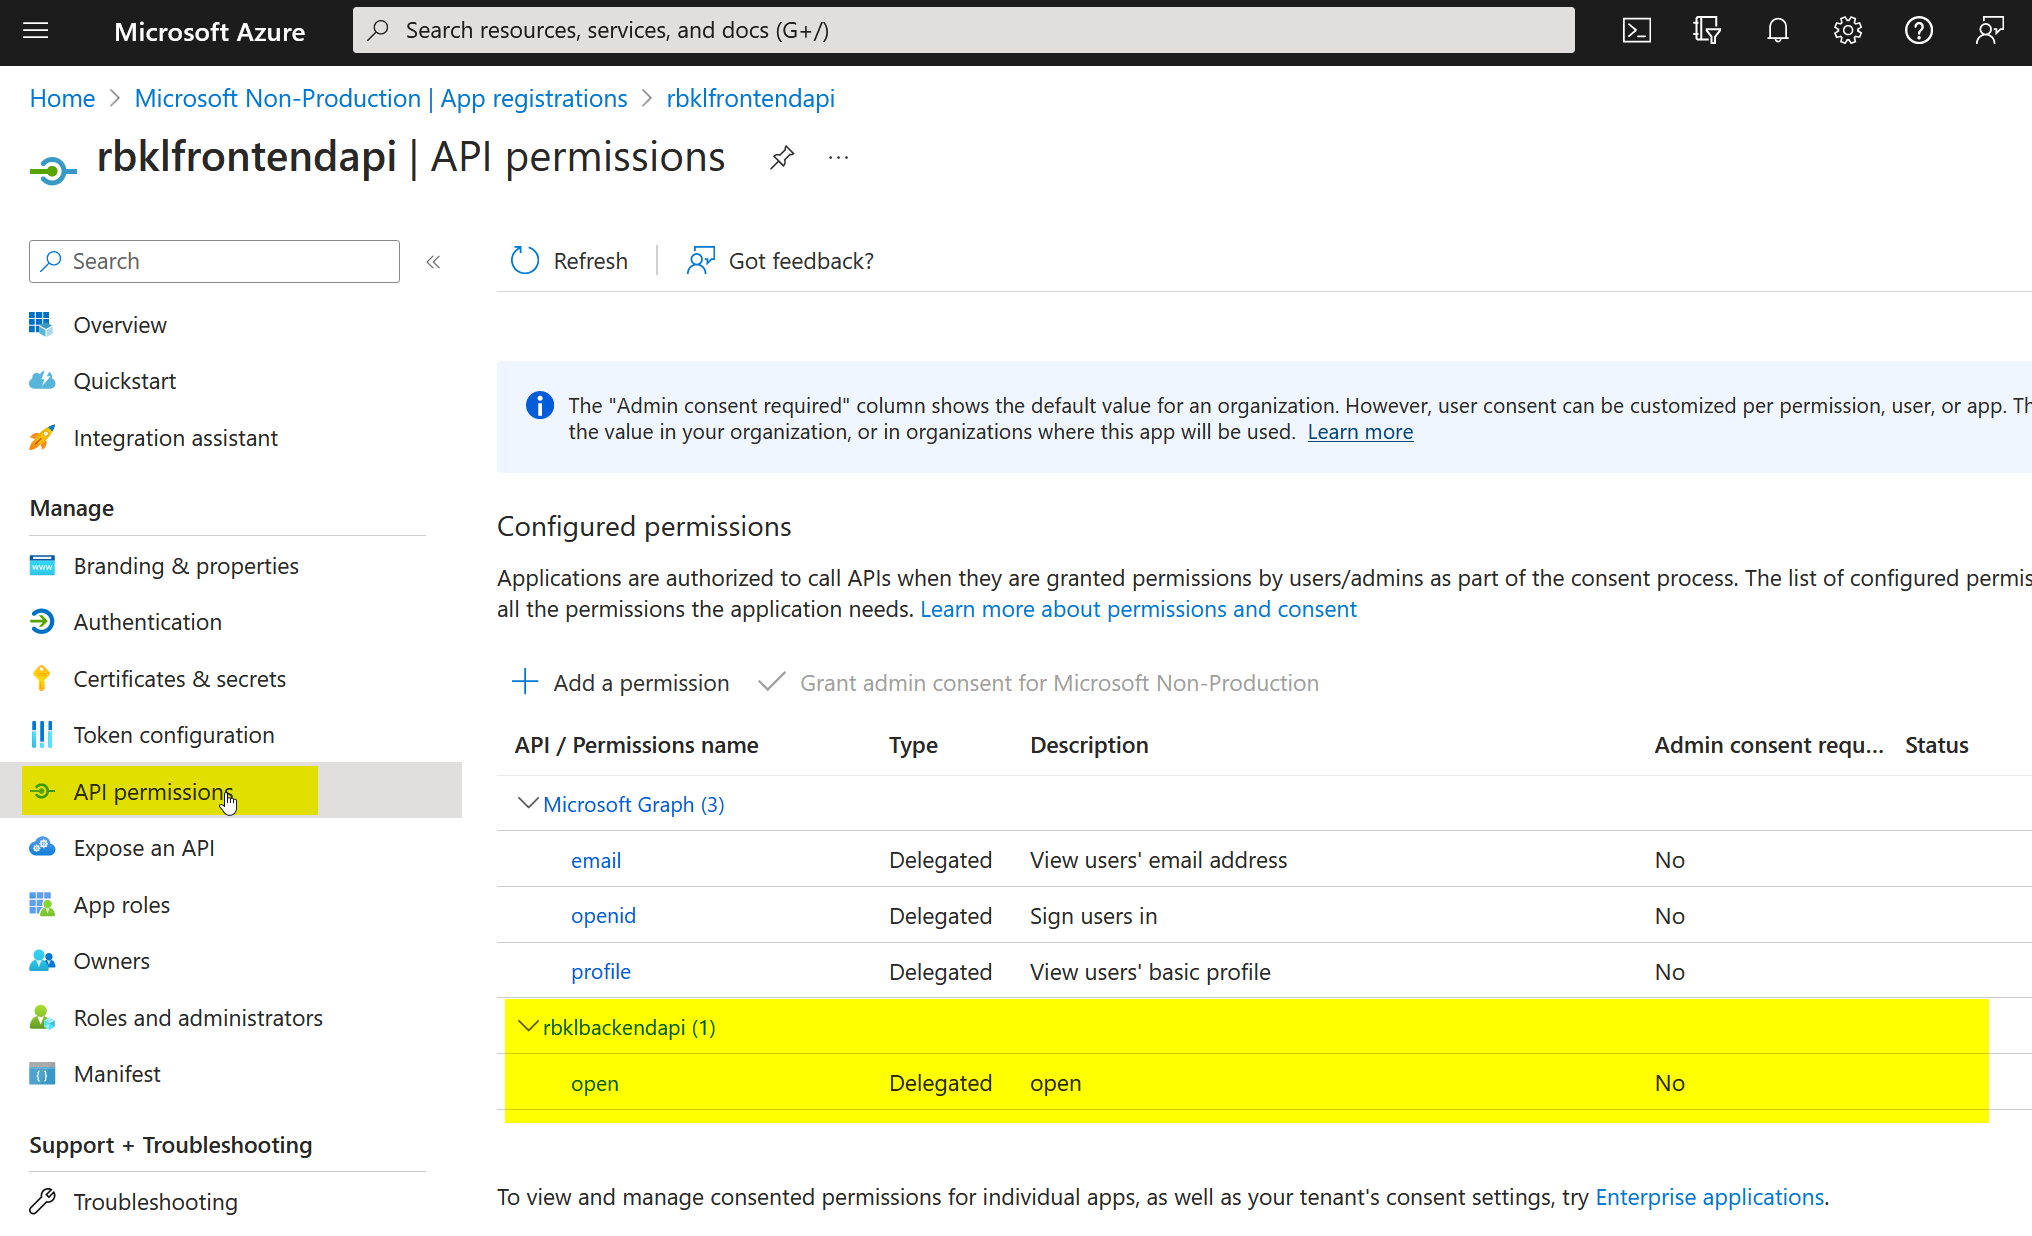 Microsoft Azure
Search resources, services, and docs (G+/)
Home > Microsoft Non-Production | App registrations > rbklfrontendapi
rbklfrontendapi | API permissions
Search
Overview
Quickstart
Integration assistant
Manage
Branding & properties
Authentication
Certificates & secrets
Token configuration
API permissions
Expose an API
App roles
Owners
Roles and administrators
Manifest
Support + Troubleshooting
Troubleshooting
Refresh
Got feedback?
The "Admin consent required" column shows the default value for an organization. However, user consent can be customized per permission, user, or app. Th
the value in your organization, or in organizations where this app will be used. Learn more
Configured permissions
Applications are authorized to call APIs when they are granted permissions by users/admins as part of the consent process. The list of configured permis
all the permissions the application needs. Learn more about permissions and consent
Add a permission
Grant admin consent for Microsoft Non-Production
API / Permissions name Type Description Admin consent requ... Status
Microsoft Graph (3)
email Delegated View users' email address No
openid Delegated Sign users in No
profile Delegated View users' basic profile No
rbklbackendapi (1)
open Delegated open No
To view and manage consented permissions for individual apps, as well as your tenant's consent settings, try Enterprise applications.